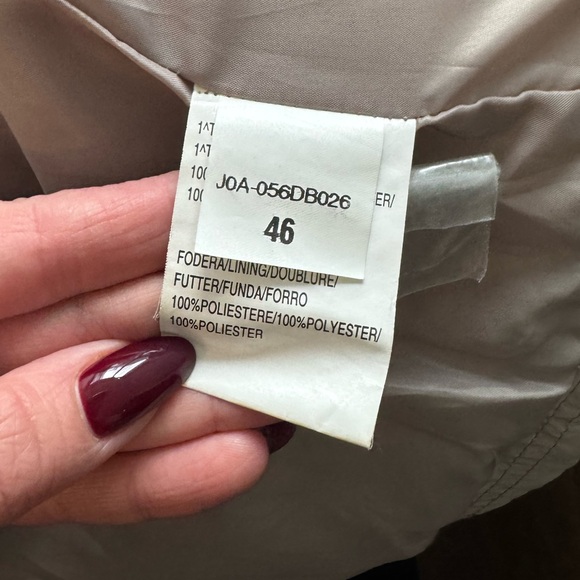 1^T
1^T
100
100 ER/
J0A-056DB026
46
FODERA/LINING/DOUBLURE/
FUTTER/FUNDA/FORRO
100%POLIESTERE/100%POLYESTER/
100%POLIESTER